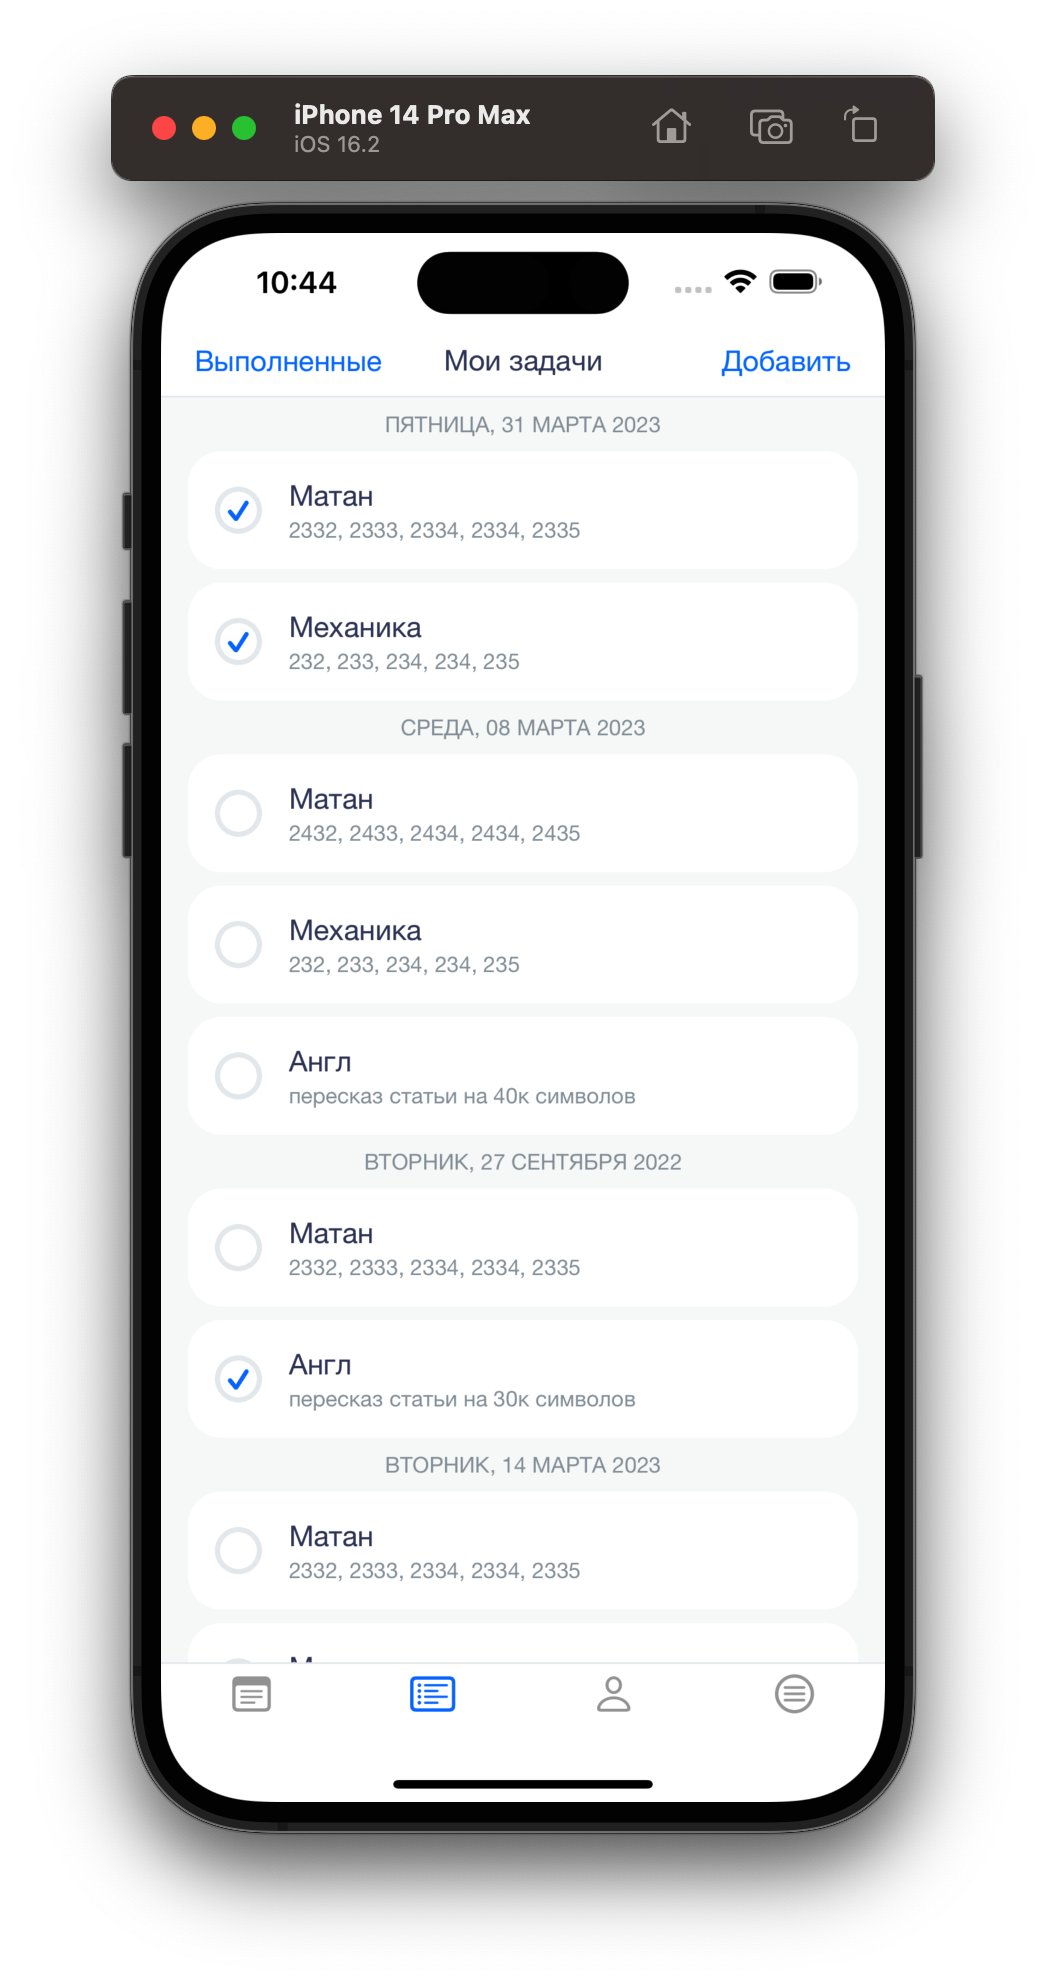 iPhone 14 Pro Max
iOS 16.2
10:44
Выполненные Мои задачи Добавить
ПЯТНИЦА, 31 МАРТА 2023
Матан
2332, 2333, 2334, 2334, 2335
Механика
232, 233, 234, 234, 235
СРЕДА, 08 МАРТА 2023
Матан
2432, 2433, 2434, 2434, 2435
Механика
232, 233, 234, 234, 235
Англ
пересказ статьи на 40к символов
ВТОРНИК, 27 СЕНТЯБРЯ 2022
Матан
2332, 2333, 2334, 2334, 2335
Англ
пересказ статьи на 30к символов
ВТОРНИК, 14 МАРТА 2023
Матан
2332, 2333, 2334, 2334, 2335